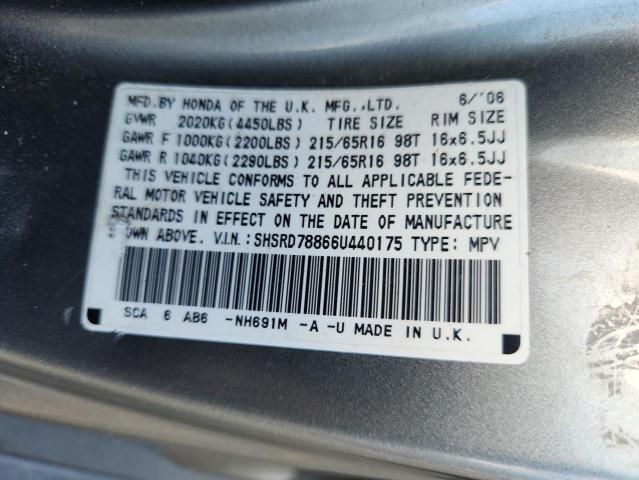 MFD.BY HONDA OF THE U.K. MFG.,LTD. 6/'06
GVWR 2020KG(4450LBS) TIRE SIZE RIM SIZE
GAWR F 1000KG(2200LBS) 215/65R16 98T 16x6.5JJ
GAWR R 1040KG(2290LBS) 215/65R16 98T 16x6.5JJ
THIS VEHICLE CONFORMS TO ALL APPLICABLE FEDE-
RAL MOTOR VEHICLE SAFETY AND THEFT PREVENTION
STANDARDS IN EFFECT ON THE DATE OF MANUFACTURE
ABOVE. V.I.N.:SHSRD78866U440175 TYPE: MPV
SCA 6 AB6 -NH691M -A -U MADE IN U.K.